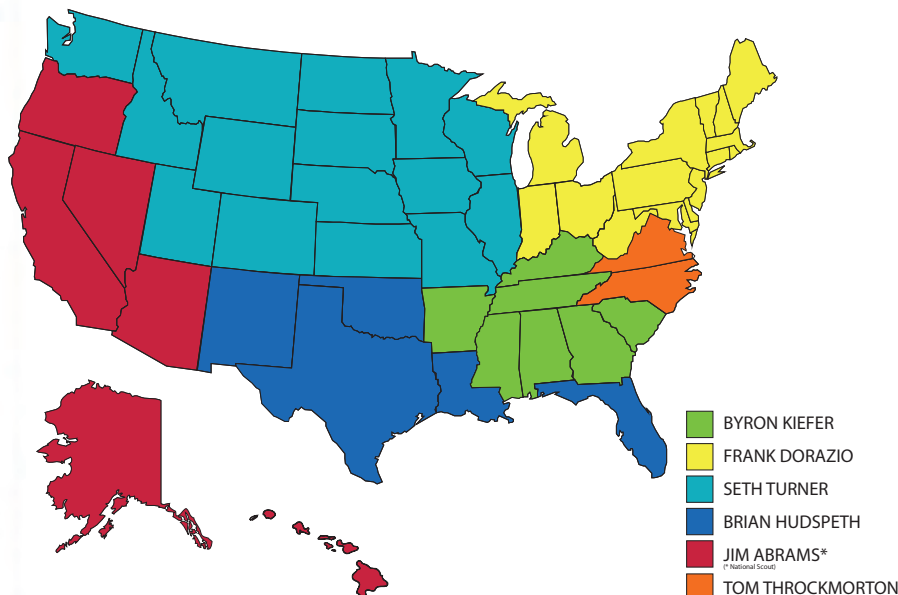 BYRON KIEFER
FRANK DORAZIO
SETH TURNER
BRIAN HUDSPETH
JIM ABRAMS*
(* National Scout)
TOM THROCKMORTON